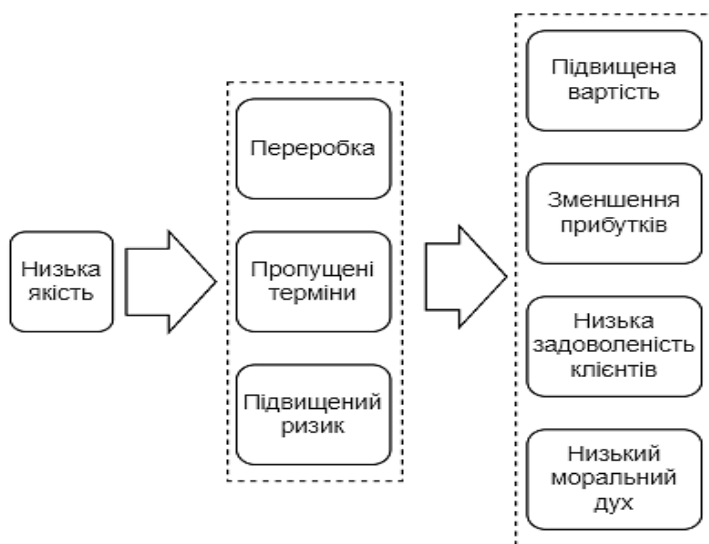 Низька
якість
Переробка
Пропущені
терміни
Підвищений
ризик
Підвищена
вартість
Зменшення
прибутків
Низька
задоволеність
клієнтів
Низький
моральний
дух